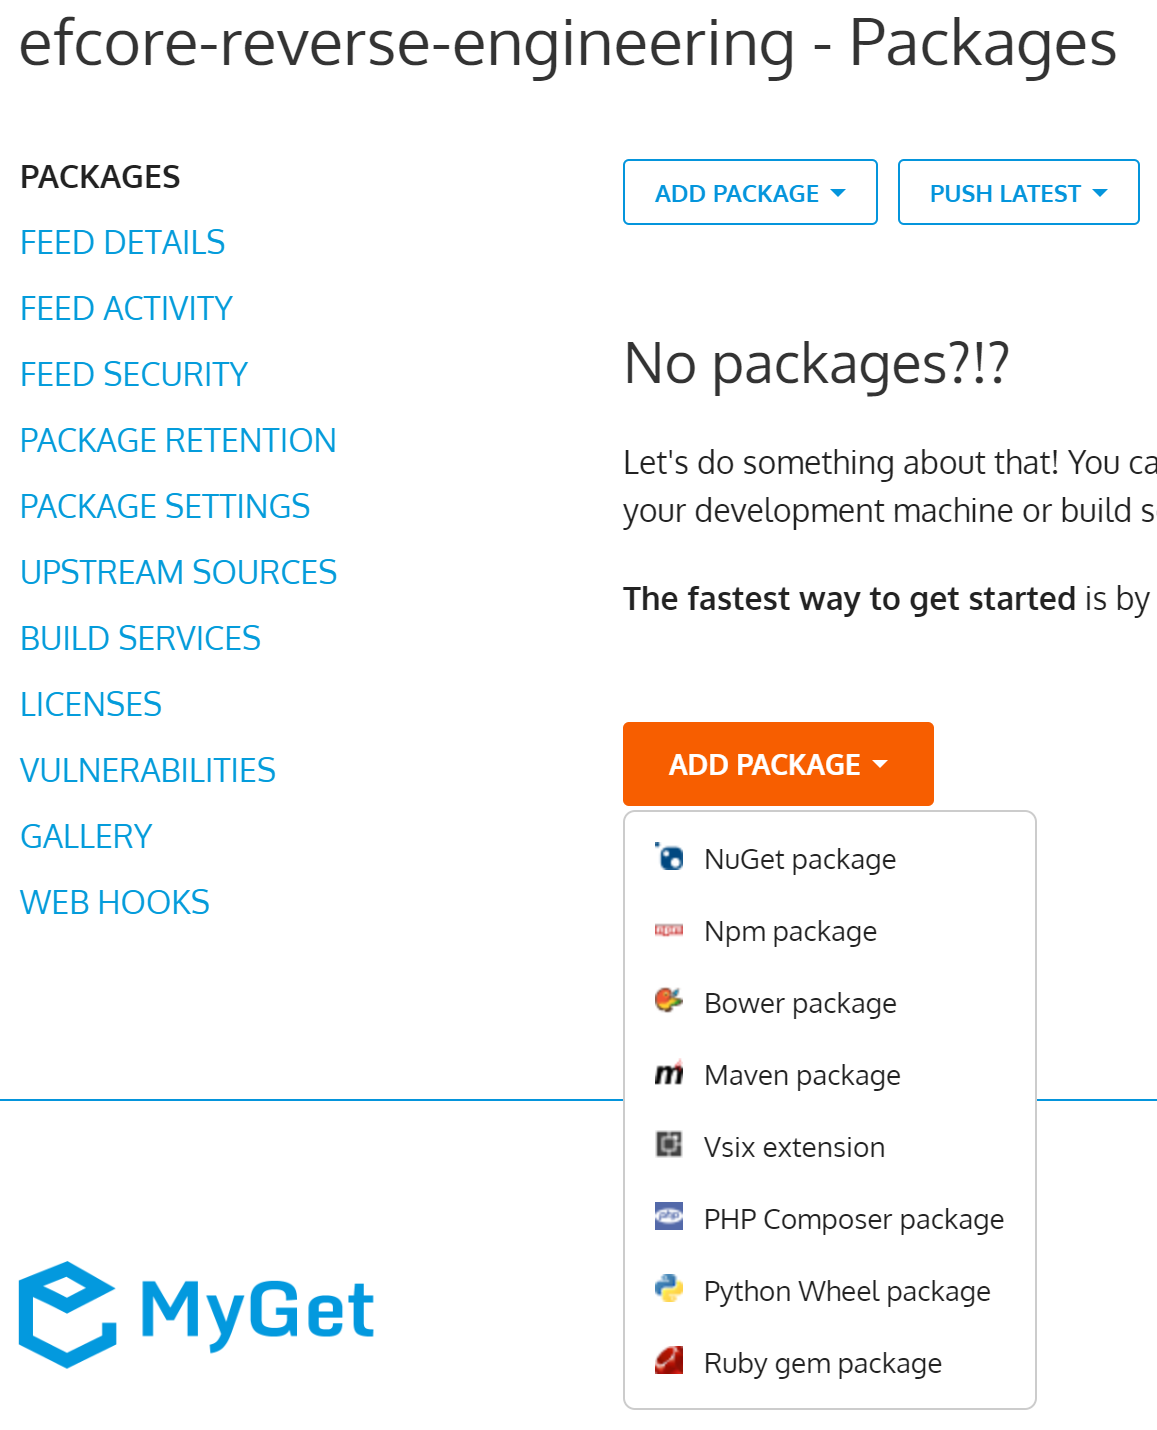 efcore-reverse-engineering - Packages
PACKAGES
FEED DETAILS
FEED ACTIVITY
FEED SECURITY
PACKAGE RETENTION
PACKAGE SETTINGS
UPSTREAM SOURCES
BUILD SERVICES
LICENSES
VULNERABILITIES
GALLERY
WEB HOOKS
ADD PACKAGE
PUSH LATEST
No packages?!?
Let's do something about that! You ca
your development machine or build s
The fastest way to get started is by
ADD PACKAGE
NuGet package
npm Npm package
Bower package
m Maven package
Vsix extension
php PHP Composer package
Python Wheel package
Ruby gem package
MyGet